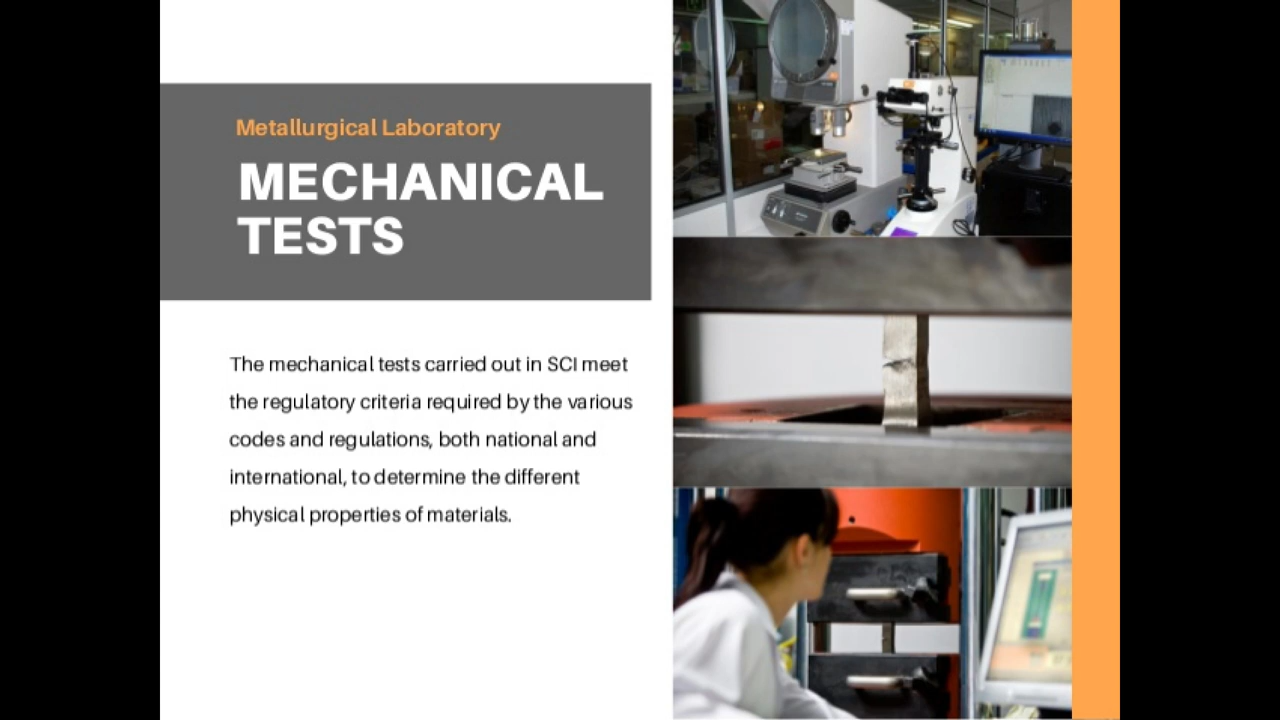 Metallurgical Laboratory
MECHANICAL
TESTS
The mechanical tests carried out in SCI meet
the regulatory criteria required by the various
codes and regulations, both national and
international, to determine the different
physical properties of materials.